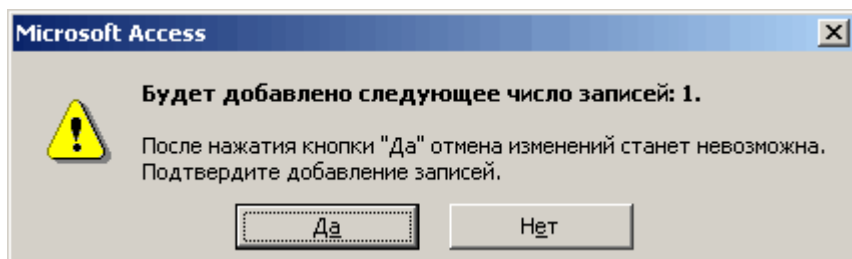 Microsoft Access
Будет добавлено следующее число записей: 1.
После нажатия кнопки "Да" отмена изменений станет невозможна.
Подтвердите добавление записей.
Да Нет